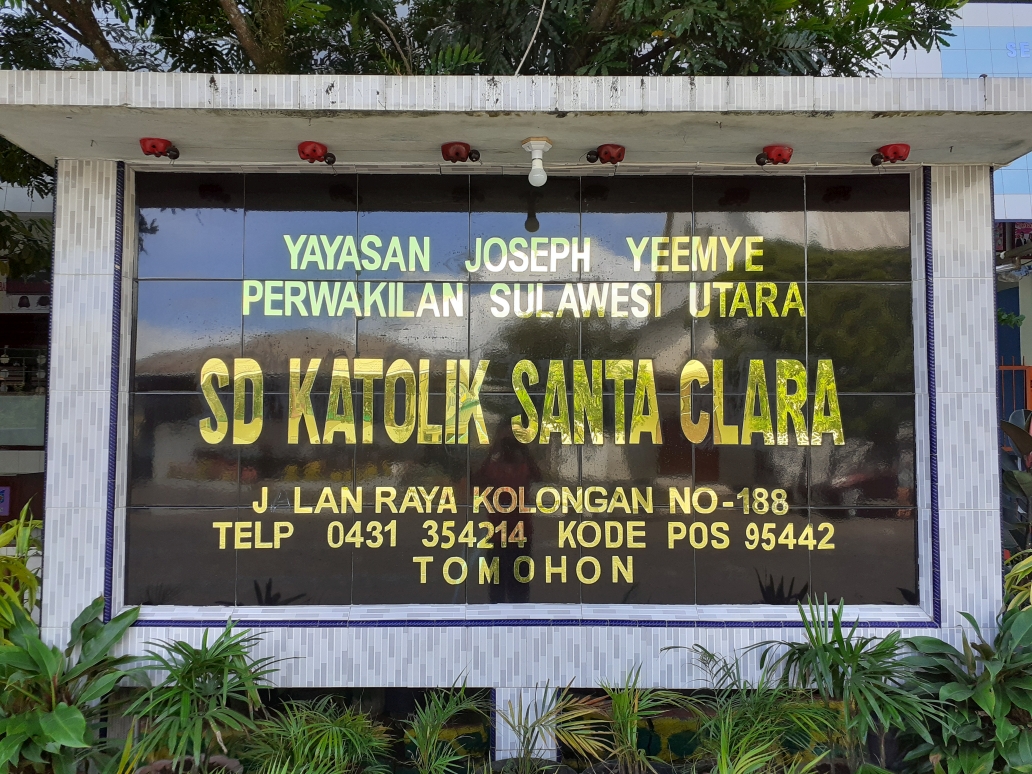 YAYASAN JOSEPH YEEMYE
PERWAKILAN SULAWESI UTARA
SD KATOLIK SANTA CLARA
J LAN RAYA KOLONGAN NO-188
TELP 0431 354214 KODE POS 95442
TOMOHON